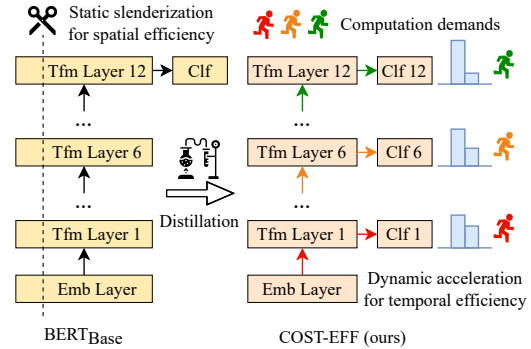 Static slenderization
for spatial efficiency
Tfm Layer 12
Clf
...
Tfm Layer 6
...
Tfm Layer 1
Emb Layer
BERTBase
Distillation
Computation demands
Tfm Layer 12
Clf 12
...
Tfm Layer 6
Clf 6
...
Tfm Layer 1
Clf 1
Emb Layer
Dynamic acceleration
for temporal efficiency
COST-EFF (ours)